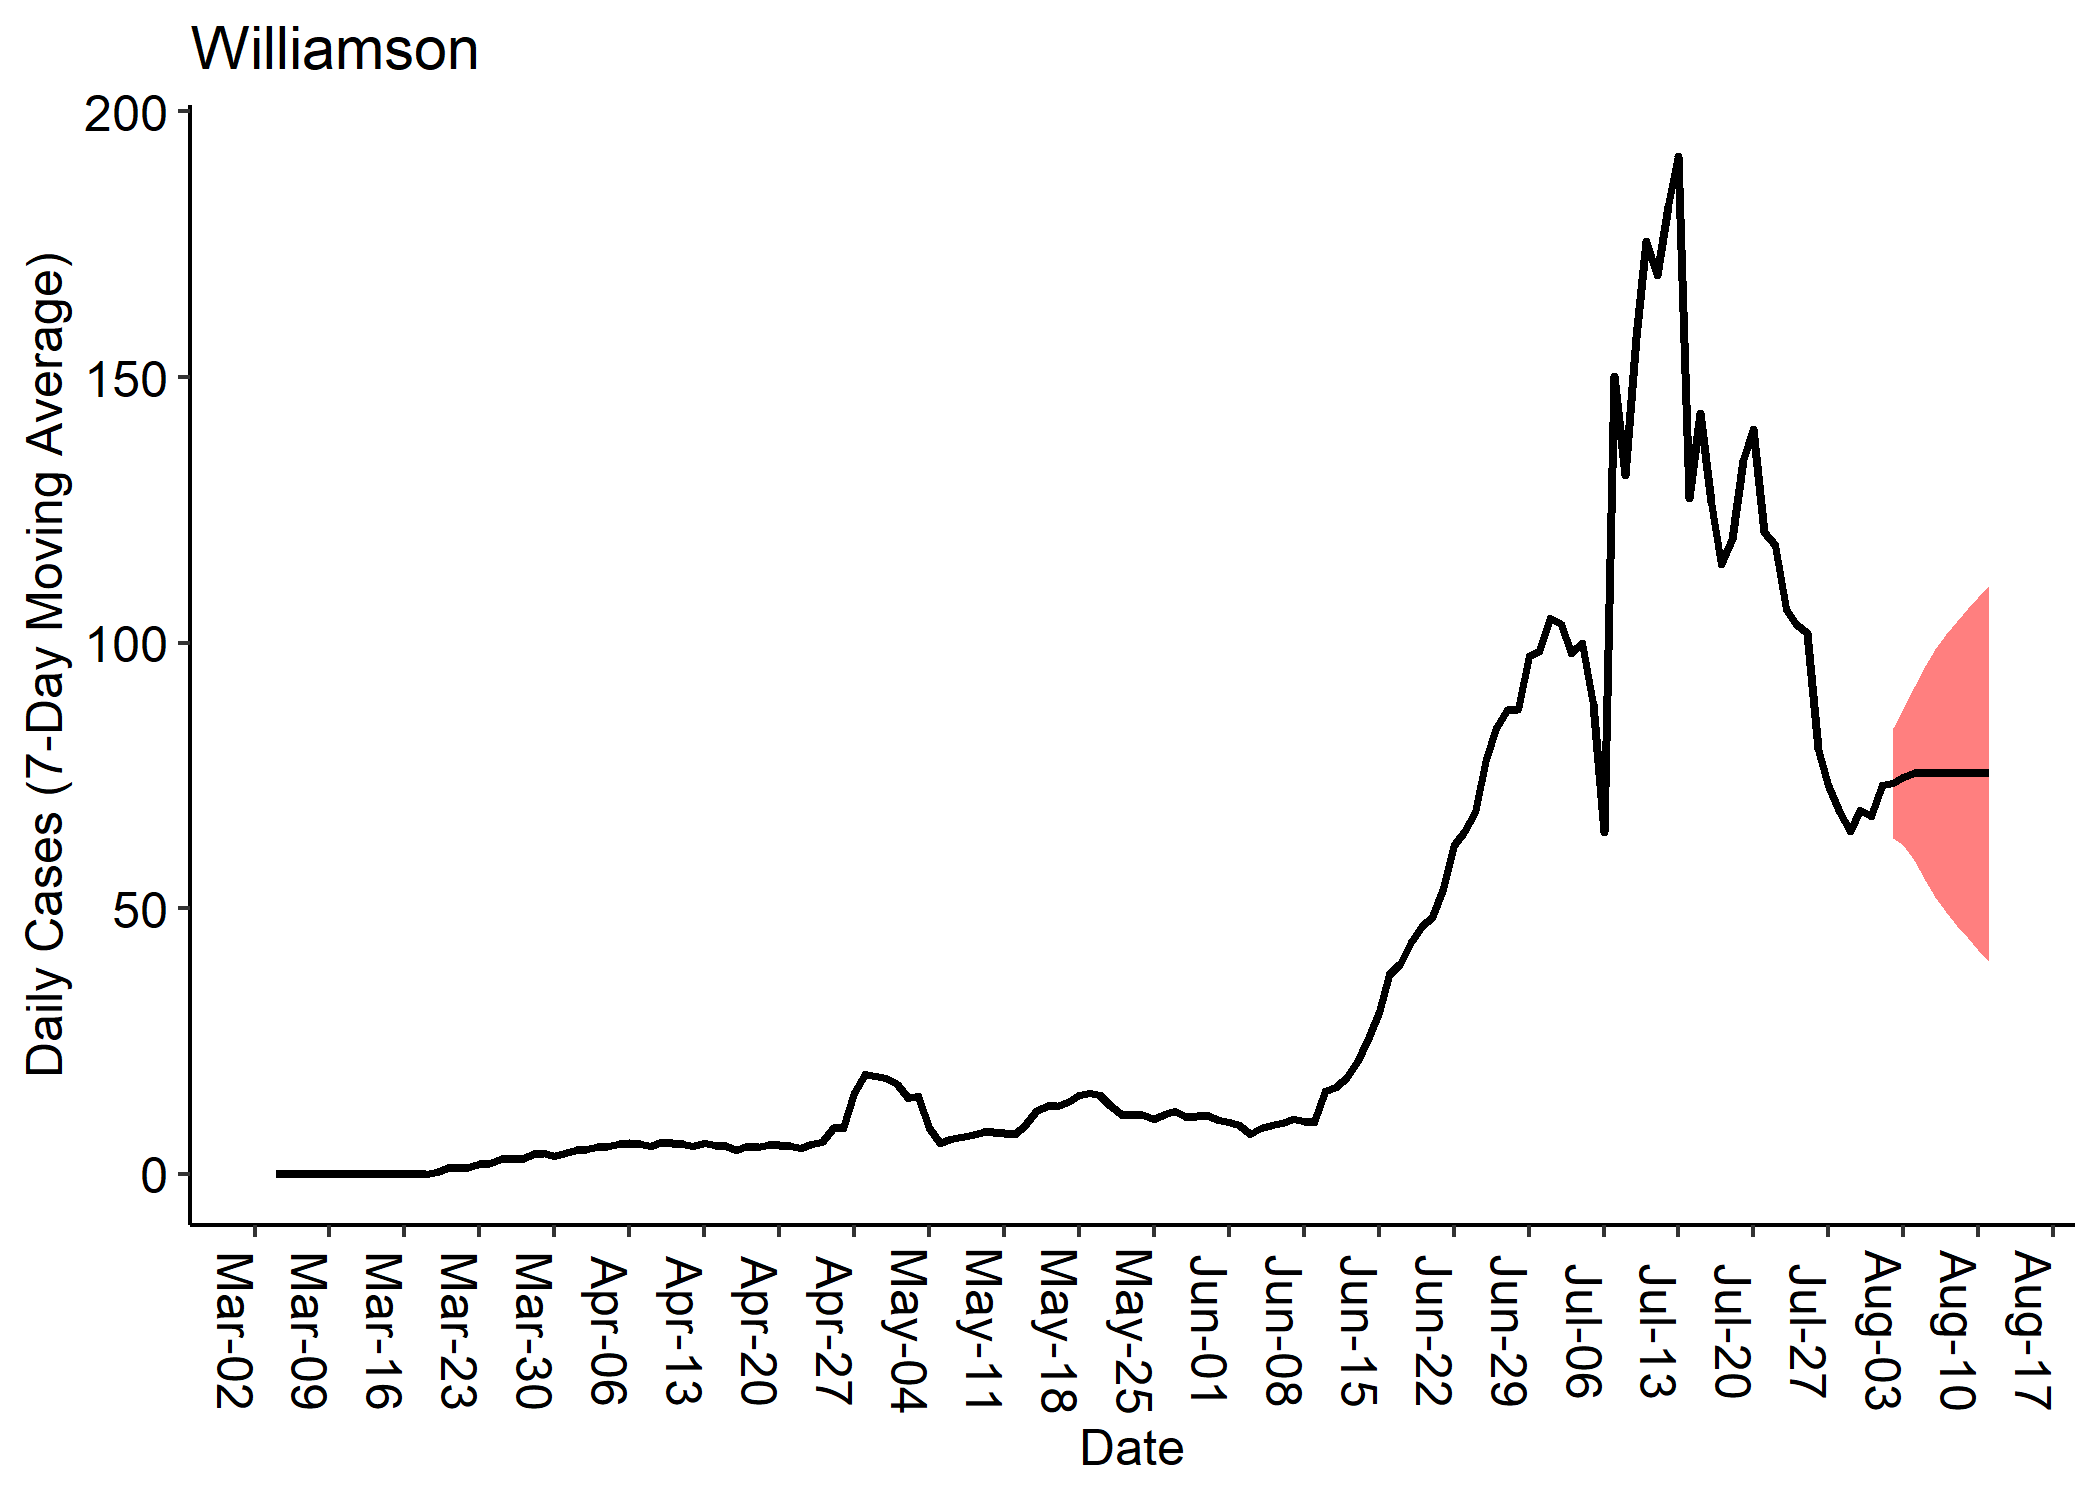 Williamson
Daily Cases (7-Day Moving Average)
200
150
100
50
0
Mar-02
Mar-09
Mar-16
Mar-23
Mar-30
Apr-06
Apr-13
Apr-20
Apr-27
May-04
May-11
May-18
May-25
Jun-01
Jun-08
Jun-15
Jun-22
Jun-29
Jul-06
Jul-13
Jul-20
Jul-27
Aug-03
Aug-10
Aug-17
Date